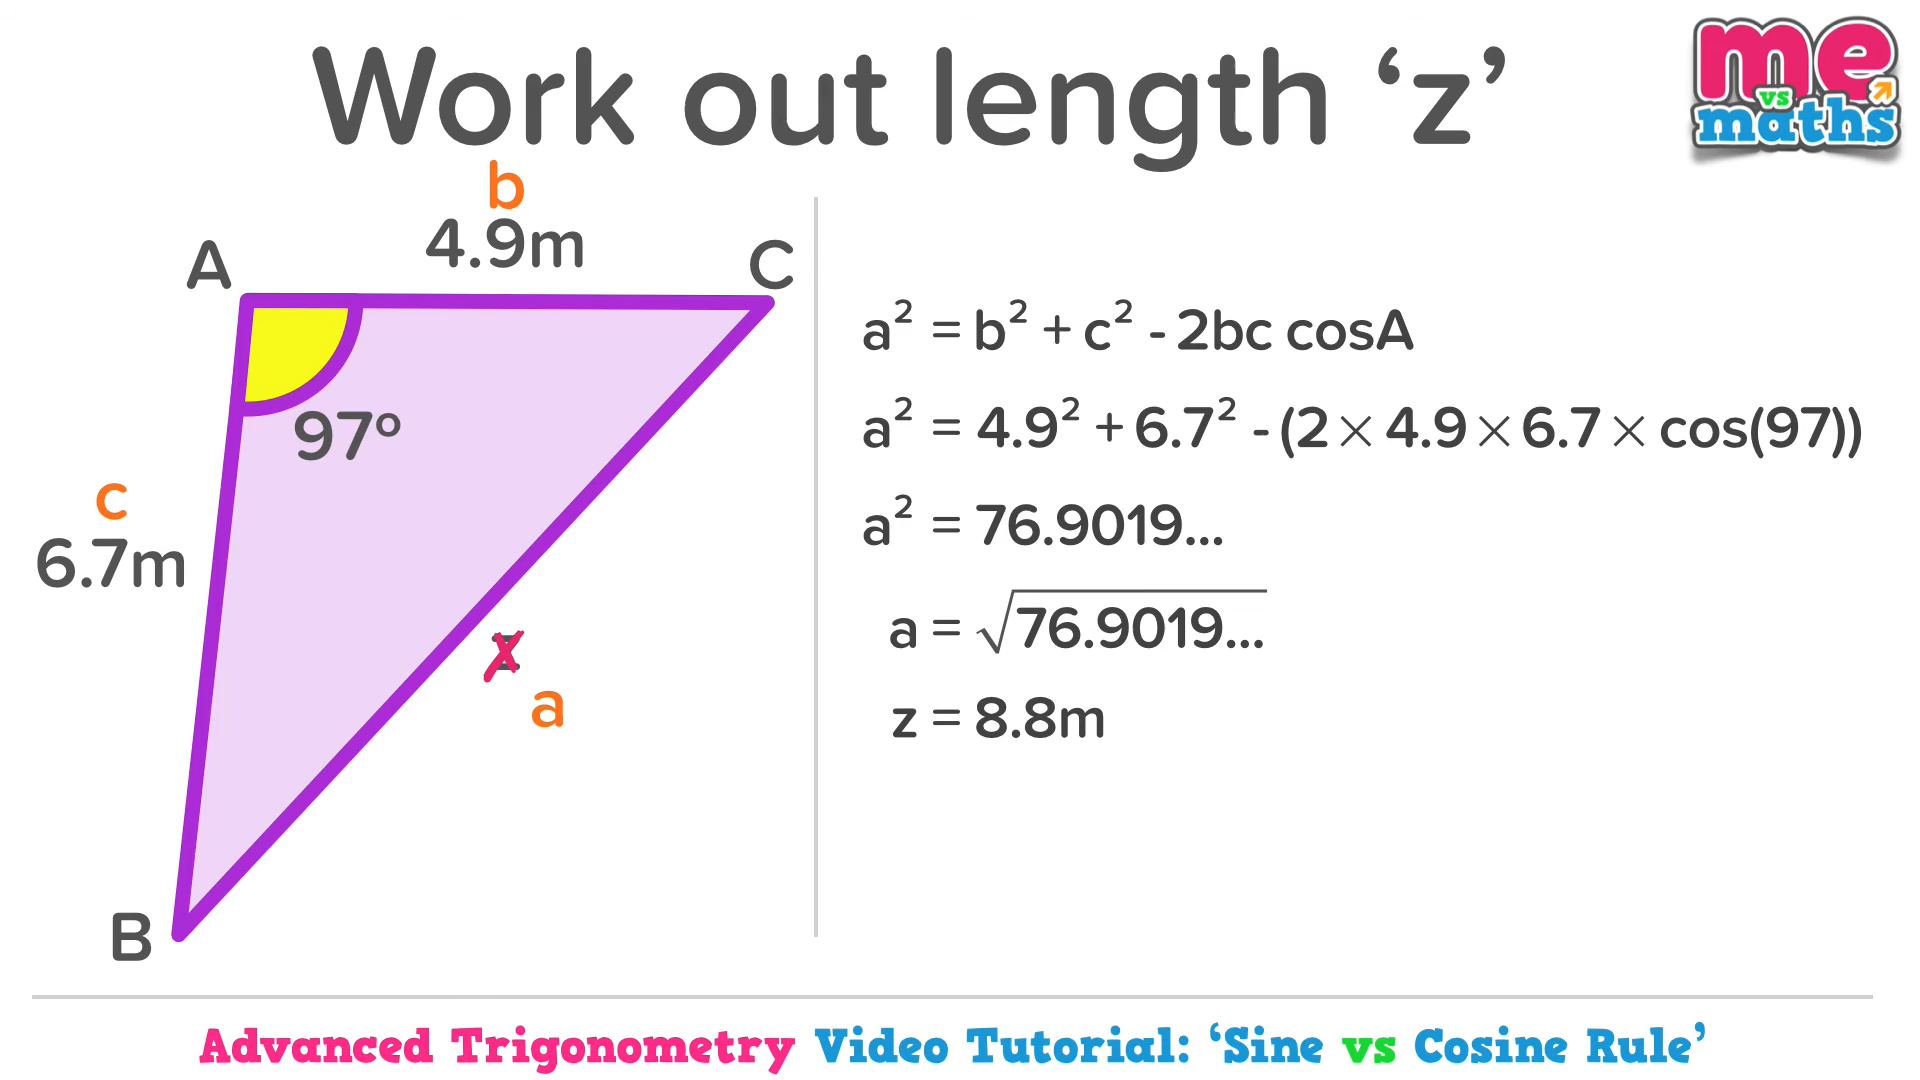 Work out length ‘z’
me
vs
maths
b
4.9m
A
C
97º
c
6.7m
z
a
B
a² = b² + c² - 2bc cosA
a² = 4.9² + 6.7² - (2 × 4.9 × 6.7 × cos(97))
a² = 76.9019...
a = √76.9019...
z = 8.8m
Advanced Trigonometry Video Tutorial: ‘Sine vs Cosine Rule’